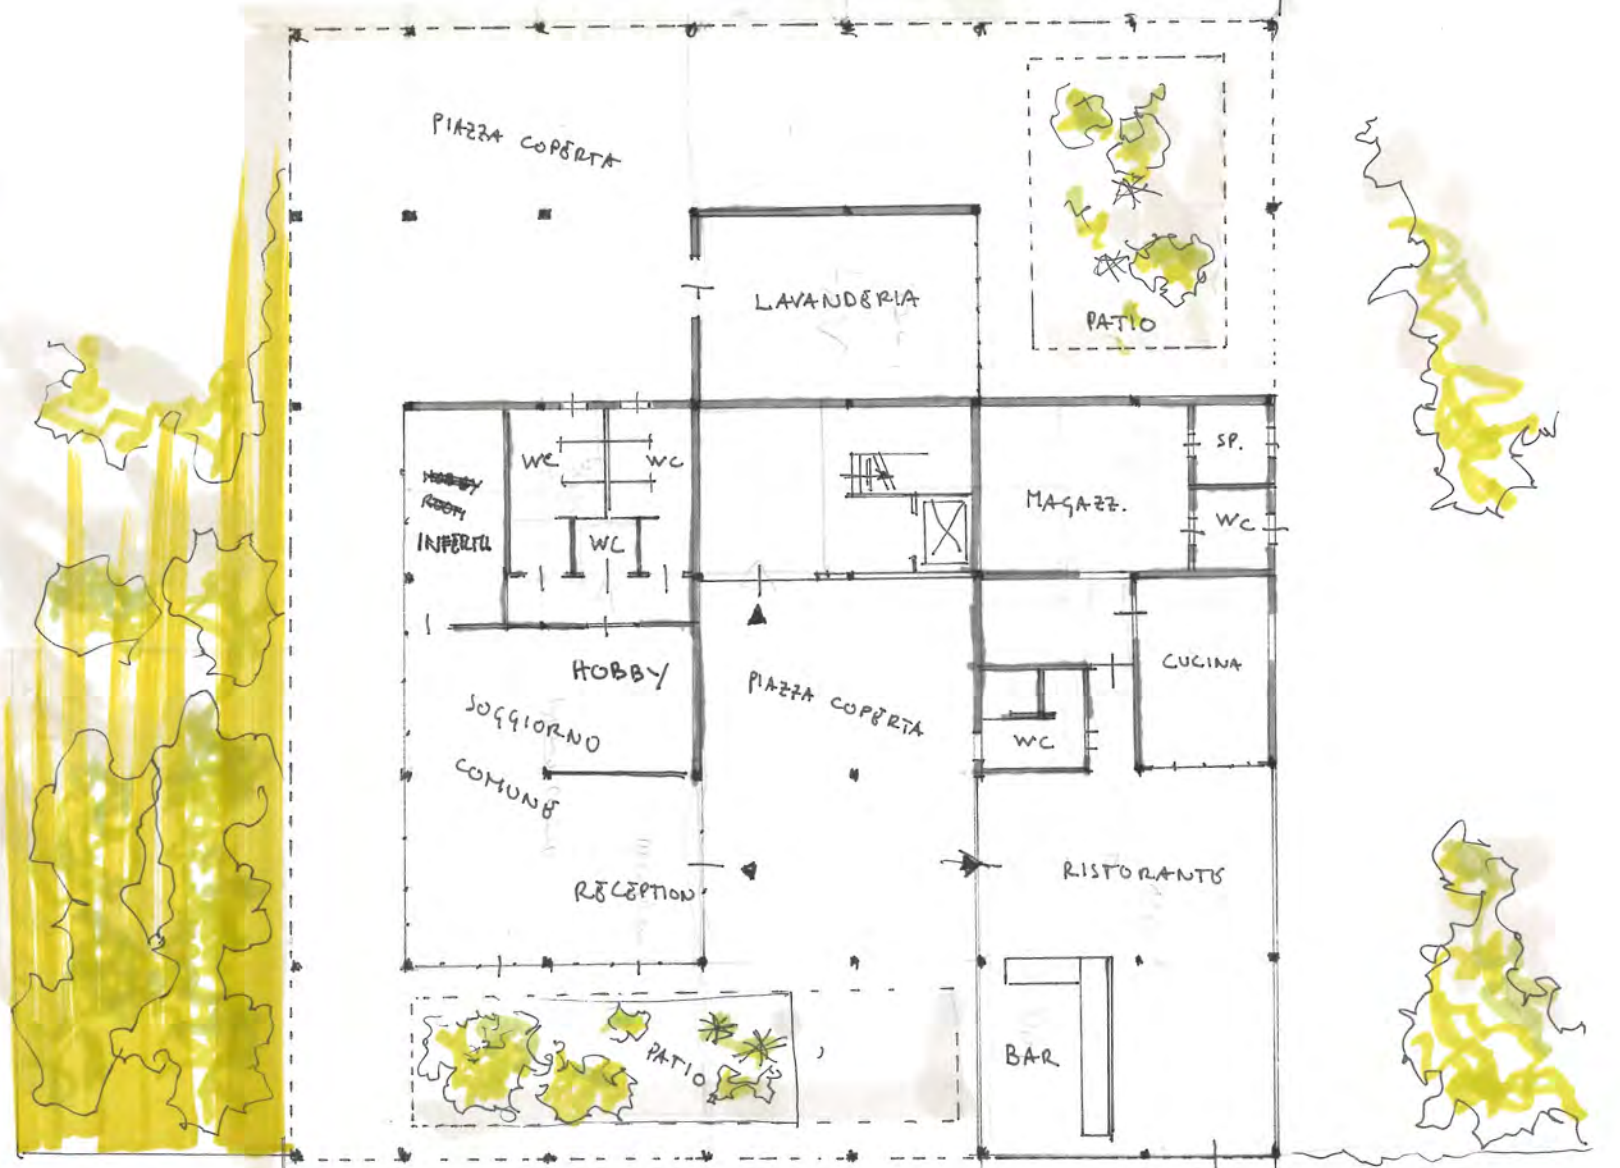 PIAZZA COPERTA
PATIO
LAVANDERIA
WC
WC
WC
INFERM.
SP.
MAGAZZ.
WC
HOBBY
SOGGIORNO
COMUNE
PIAZZA COPERTA
CUCINA
WC
RECEPTION
RISTORANTE
PATIO
BAR